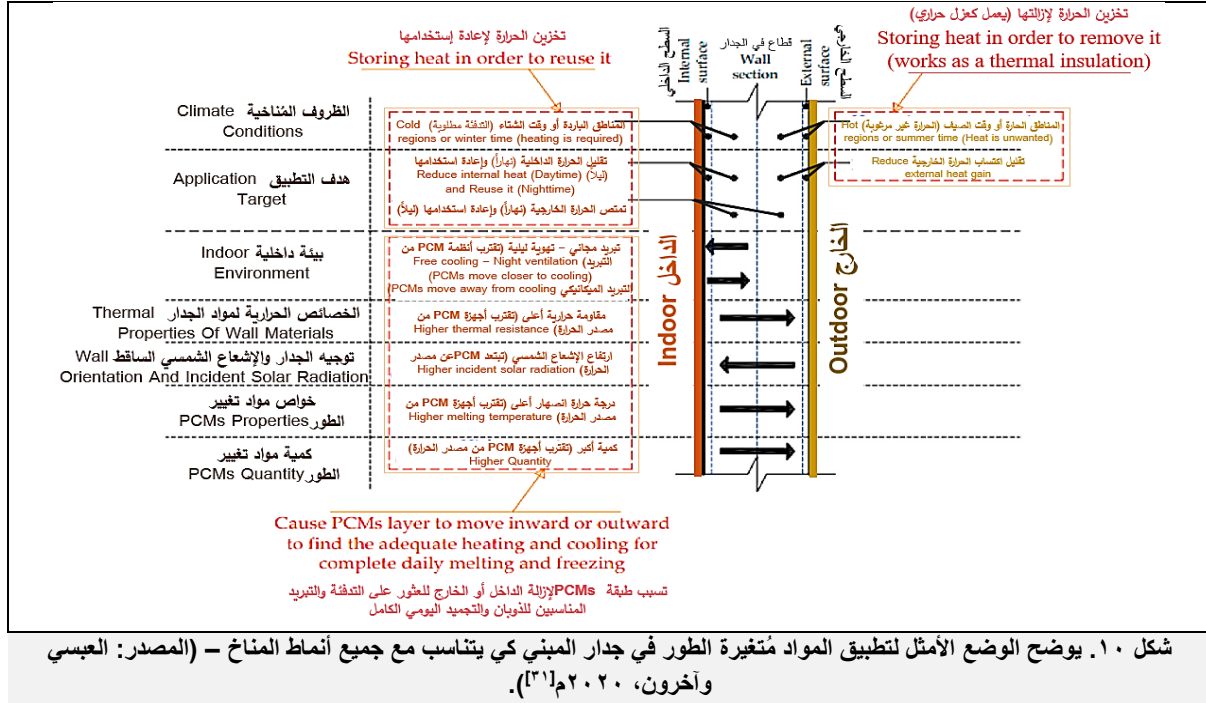 تخزين الحرارة لإزالتها (يعمل كعزل حراري)
Storing heat in order to remove it
(works as a thermal insulation)
تخزين الحرارة لإعادة إستخدامها
Storing heat in order to reuse it
السطح الداخلي
Internal
surface
قطاع في الجدار
Wall
section
External
surface
السطح الخارجي
الظروف المُناخية Climate
Conditions
المناطق الباردة أو وقت الشتاء (التدفئة مطلوبة) Cold
regions or winter time (heating is required)
المناطق الحارة أو وقت الصيف (الحرارة غير مرغوبة) Hot
regions or summer time (Heat is unwanted)
هدف التطبيق Application
Target
تقليل الحرارة الداخلية (نهاراً) وإعادة إستخدامها
(ليلاً) Reduce internal heat (Daytime)
and Reuse it (Nighttime)
تمتص الحرارة الخارجية (نهاراً) وإعادة استخدامها (ليلاً)
تقليل اكتساب الحرارة الخارجية Reduce
external heat gain
بيئة داخلية Indoor
Environment
تبريد مجاني – تهوية ليلية (تقترب أنظمة PCM من
التبريد) Free cooling – Night ventilation
(PCMs move closer to cooling)
التبريد الميكانيكي PCMs move away from cooling)
الخصائص الحرارية لمواد الجدار Thermal
Properties Of Wall Materials
مقاومة حرارية أعلى (تقترب أجهزة PCM من
مصدر الحرارة) Higher thermal resistance
توجيه الجدار والإشعاع الشمسي الساقط Wall
Orientation And Incident Solar Radiation
ارتفاع الإشعاع الشمسي (تبتعد PCMعن مصدر
الحرارة) Higher incident solar radiation
خواص مواد تغيير
الطور PCMs Properties
درجة حرارة انصهار أعلى (تقترب أجهزة PCM من
مصدر الحرارة) Higher melting temperature
كمية مواد تغيير
الطور PCMs Quantity
كمية أكبر (تقترب أجهزة PCM من مصدر الحرارة)
Higher Quantity
الداخل Indoor
الخارج Outdoor
Cause PCMs layer to move inward or outward
to find the adequate heating and cooling for
complete daily melting and freezing
تسبب طبقة PCMsلإزالة الداخل أو الخارج للعثور على التدفئة والتبريد
المناسبين للذوبان والتجميد اليومي الكامل
شكل ١٠. يوضح الوضع الأمثل لتطبيق المواد مُتغيرة الطور في جدار المبني كي يتناسب مع جميع أنماط المناخ – (المصدر: العبسي
وآخرون، ٢٠٢٠م[٣١]).